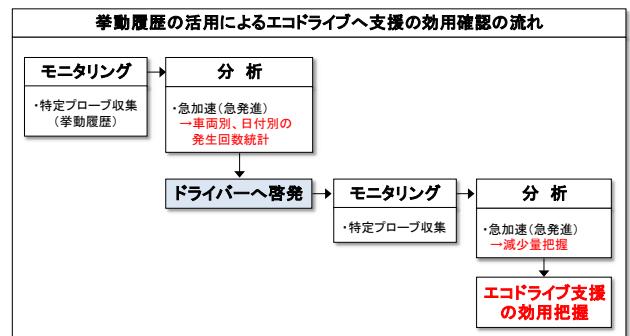 挙動履歴の活用によるエコドライブへ支援の効用確認の流れ
モニタリング
・特定プローブ収集
（挙動履歴）
分 析
・急加速（急発進）
→車両別、日付別の
発生回数統計
ドライバーへ啓発
モニタリング
・特定プローブ収集
分 析
・急加速（急発進）
→減少量把握
エコドライブ支援
の効用把握